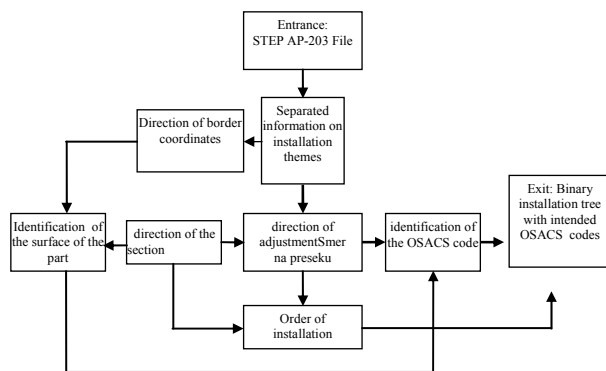 Entrance:
STEP AP-203 File
Separated
information on
installation
themes
Direction of border
coordinates
Exit: Binary
installation tree
with intended
OSACS codes
Identification of
the surface of the
part
direction of the
section
direction of
adjustmentSmer
na preseku
identification of
the OSACS code
Order of
installation